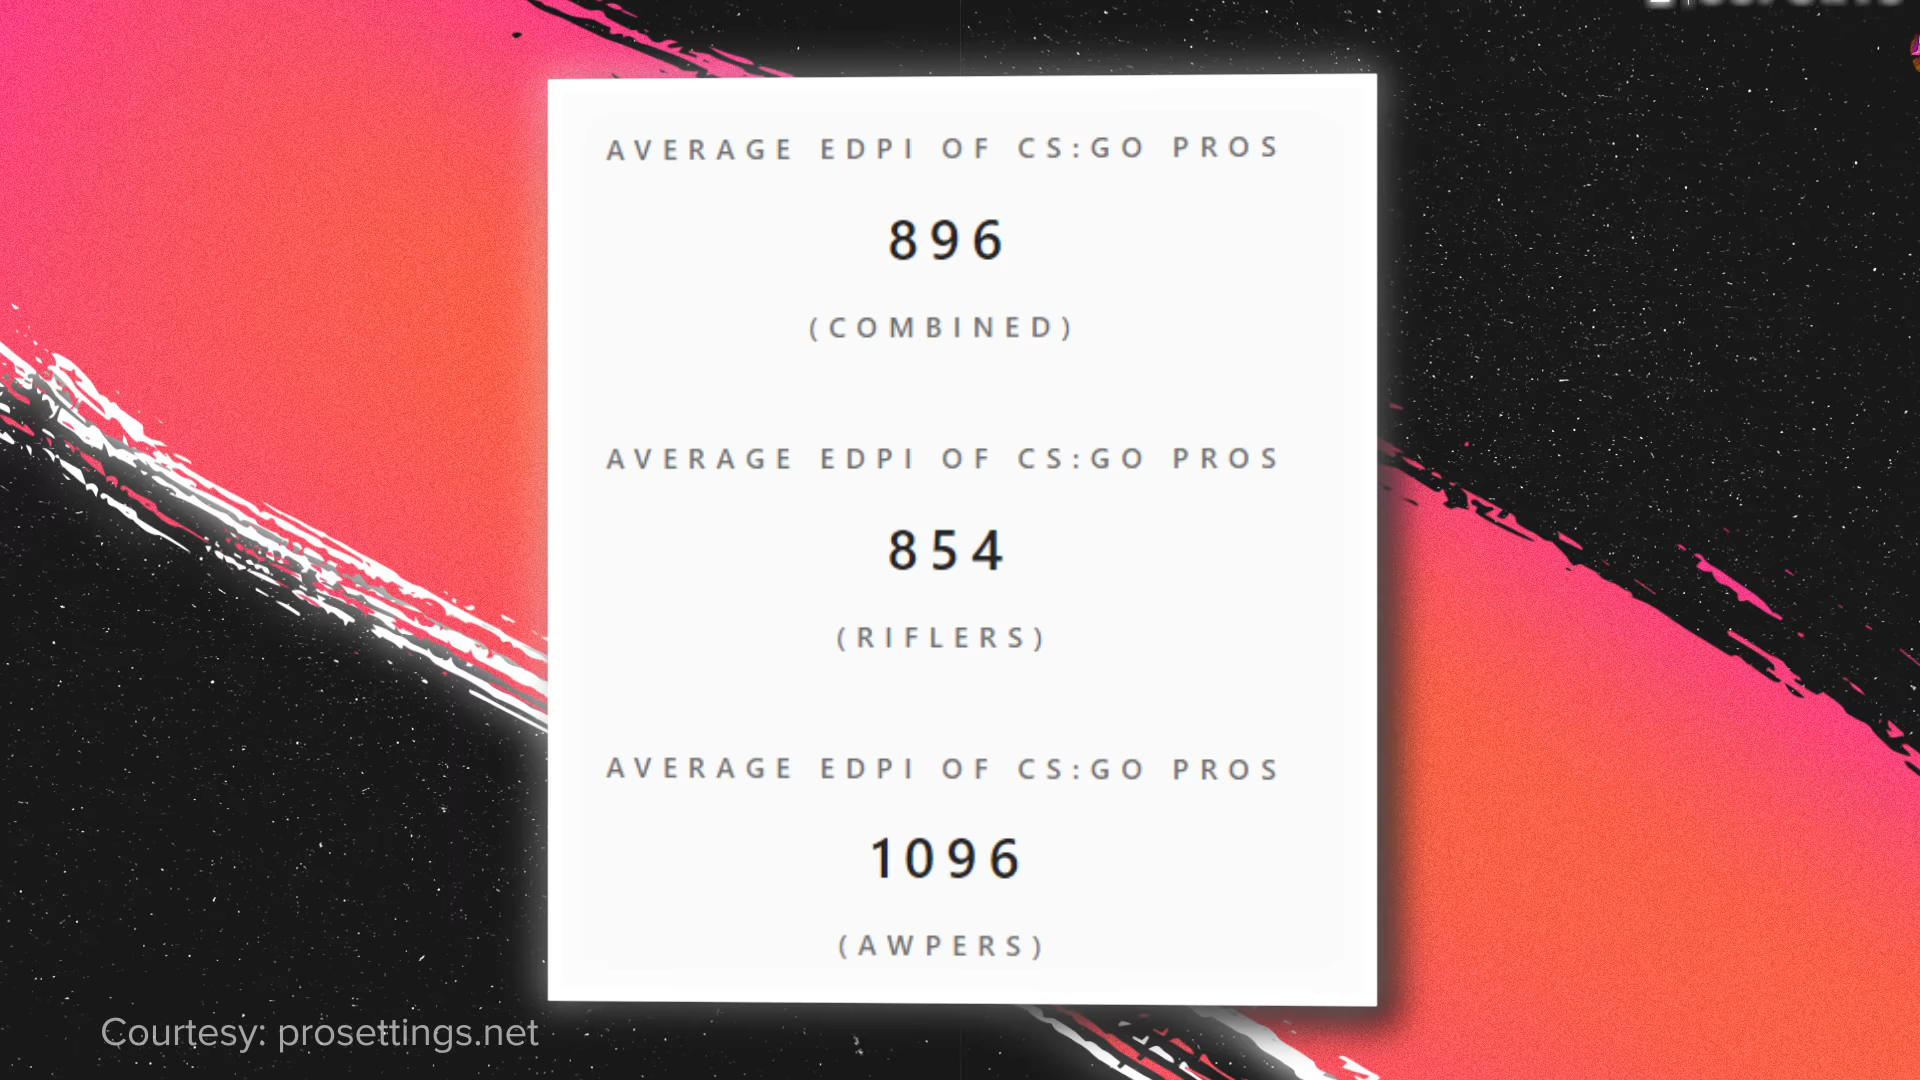 AVERAGE EDPI OF CS:GO PROS
896
(COMBINED)
AVERAGE EDPI OF CS:GO PROS
854
(RIFLERS)
AVERAGE EDPI OF CS:GO PROS
1096
(AWPERS)
Courtesy: prosettings.net